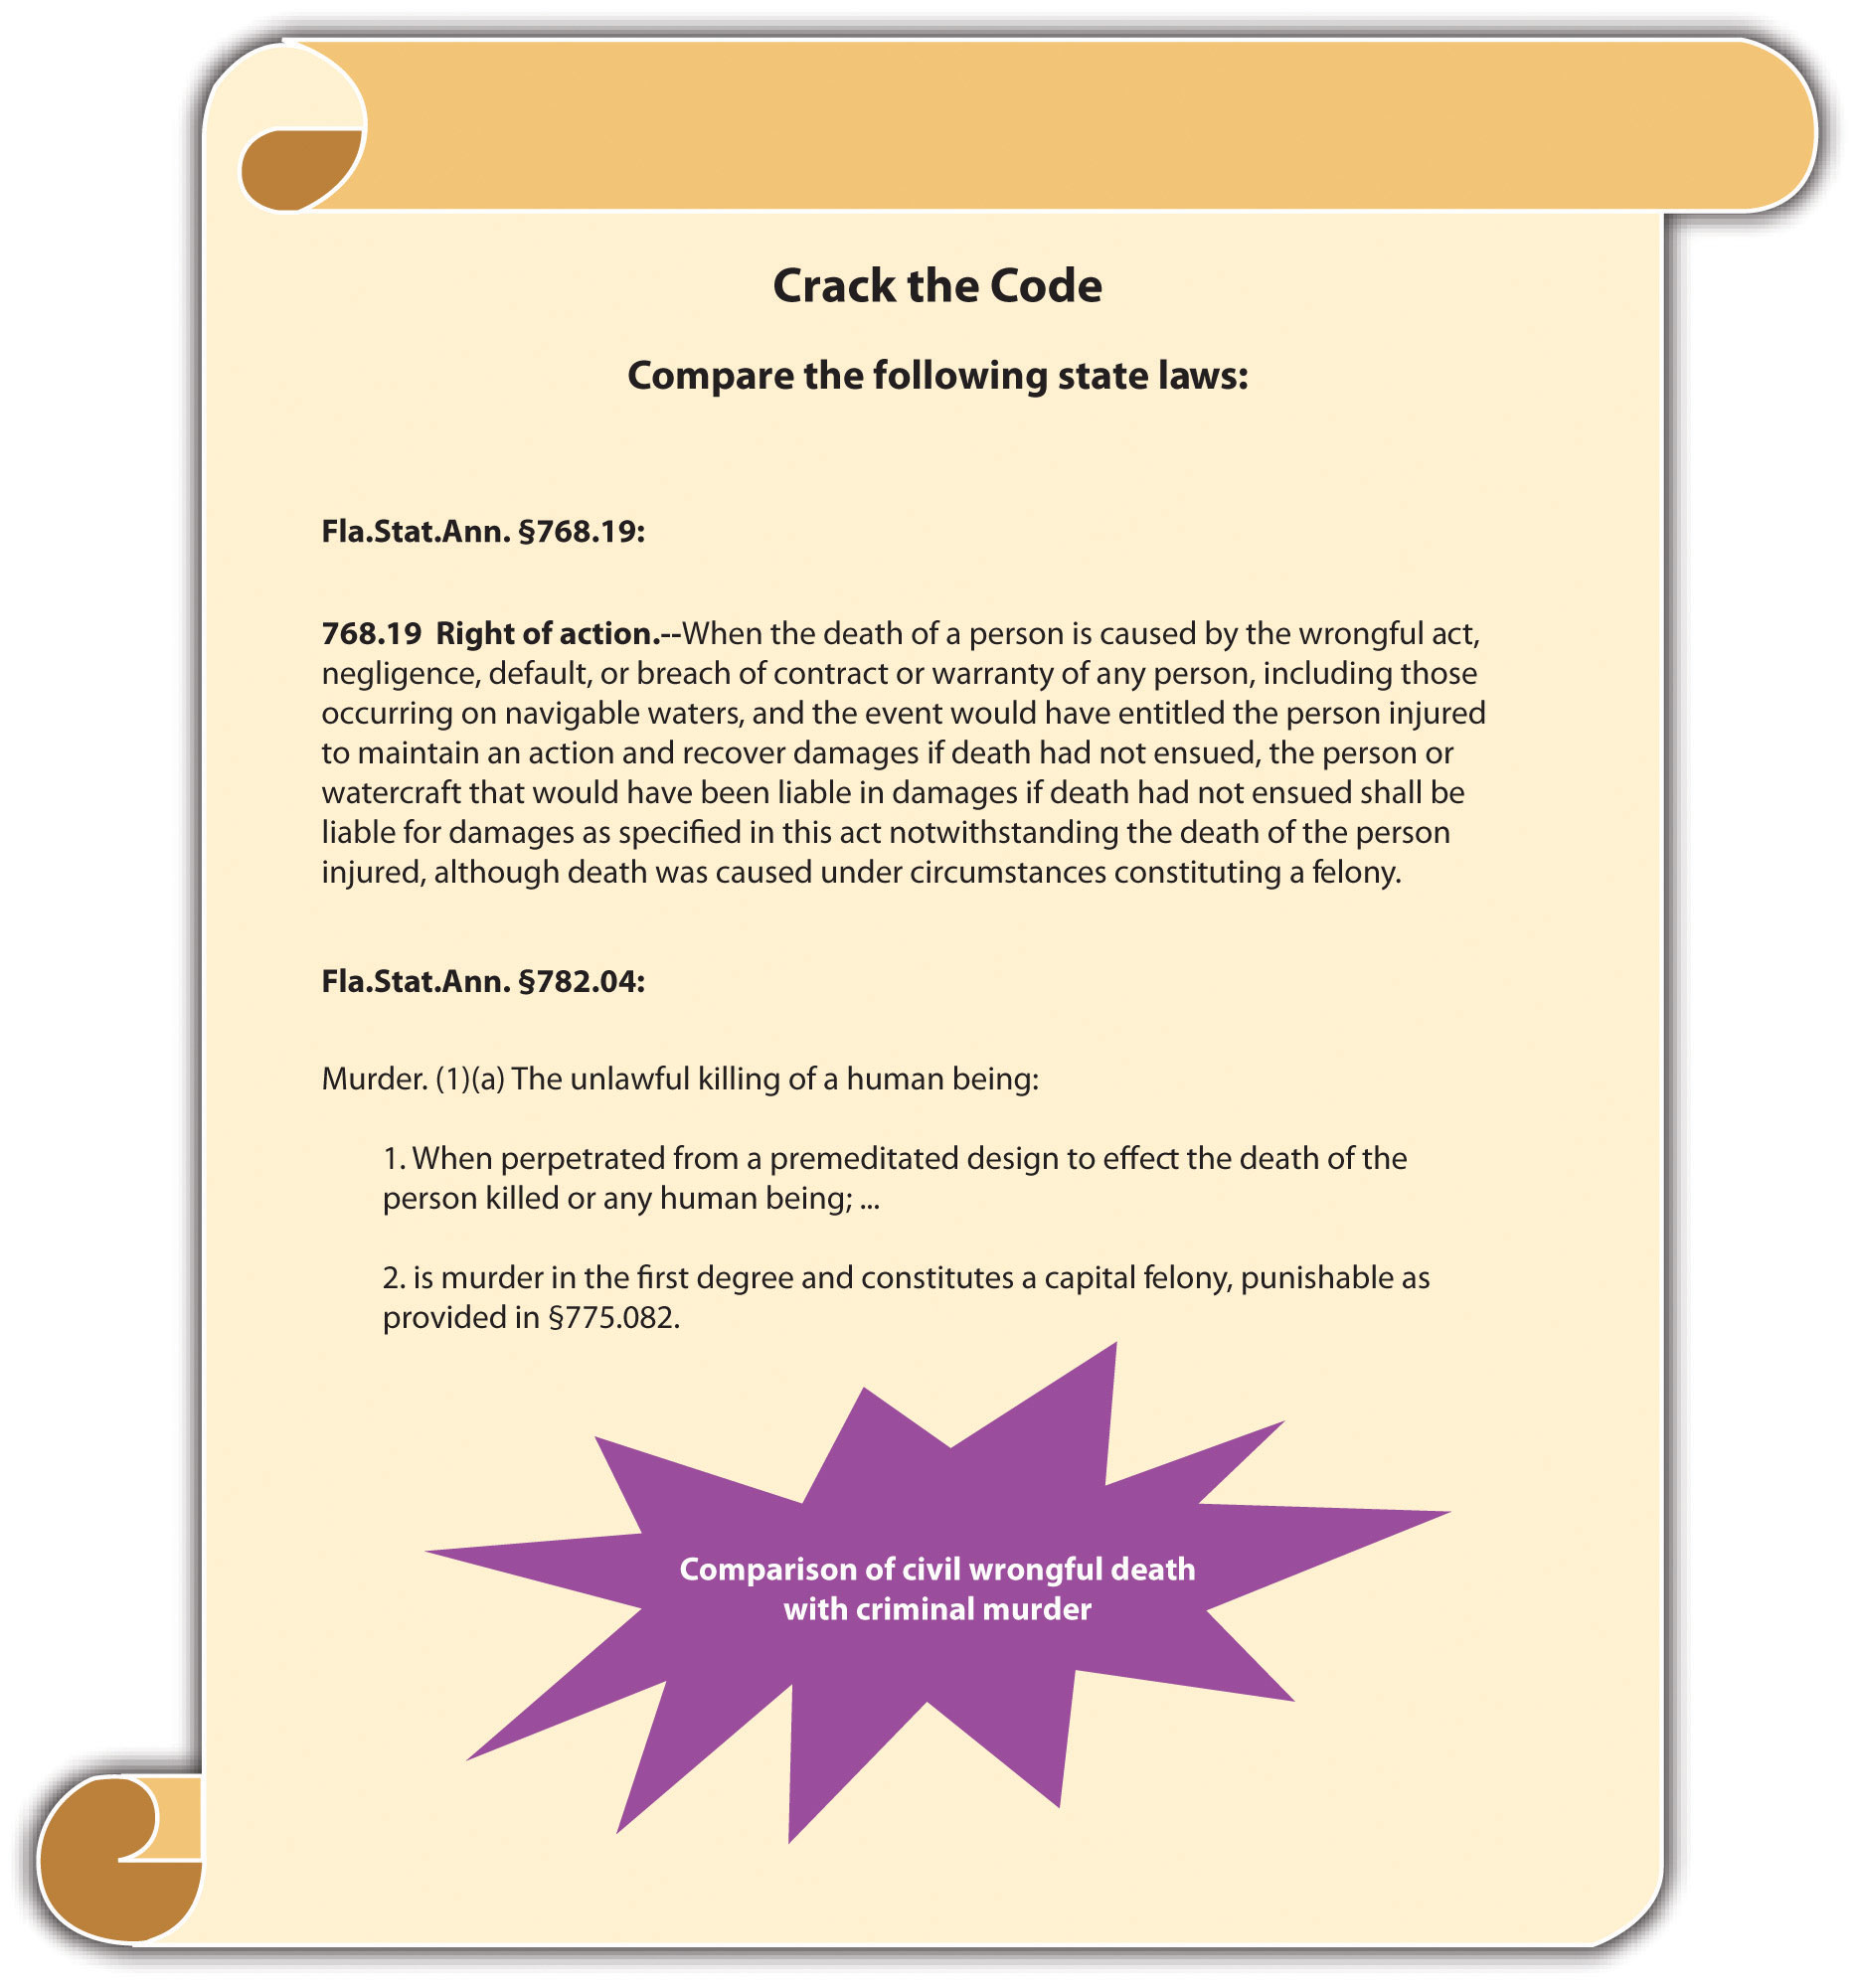 Crack the Code
Compare the following state laws:
Fla.Stat.Ann. §768.19:
768.19  Right of action.--When the death of a person is caused by the wrongful act,
negligence, default, or breach of contract or warranty of any person, including those
occurring on navigable waters, and the event would have entitled the person injured
to maintain an action and recover damages if death had not ensued, the person or
watercraft that would have been liable in damages if death had not ensued shall be
liable for damages as specified in this act notwithstanding the death of the person
injured, although death was caused under circumstances constituting a felony.
Fla.Stat.Ann. §782.04:
Murder. (1)(a) The unlawful killing of a human being:
1. When perpetrated from a premeditated design to effect the death of the
person killed or any human being; ...
2. is murder in the first degree and constitutes a capital felony, punishable as
provided in §775.082.
Comparison of civil wrongful death
with criminal murder